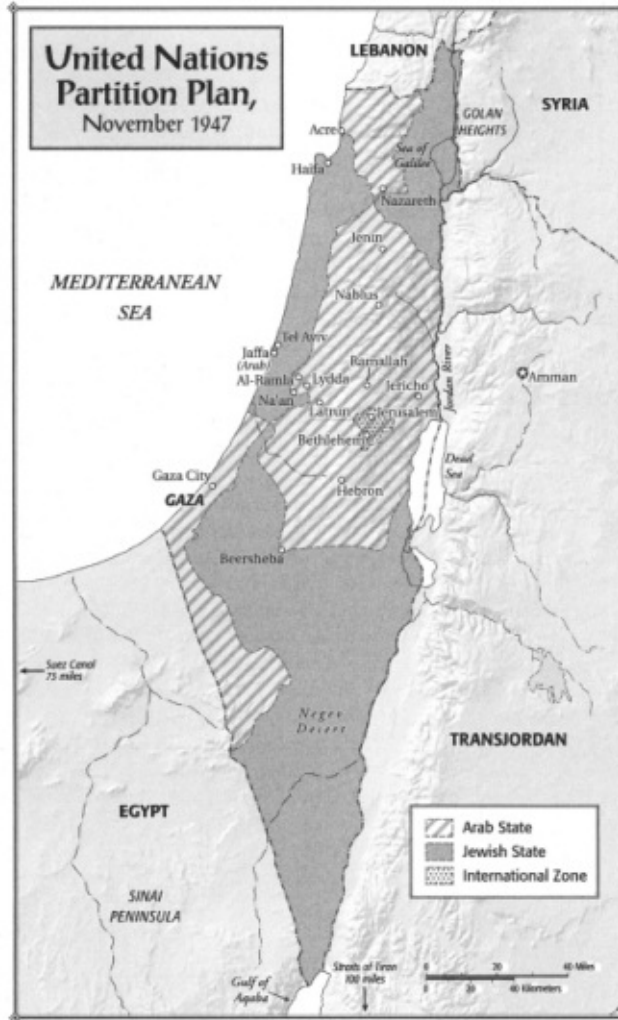 United Nations
Partition Plan,
November 1947
LEBANON
SYRIA
GOLAN
HEIGHTS
Acre
Sea of
Galilee
Haifa
Nazareth
Jenin
MEDITERRANEAN
SEA
Nablus
Tel Aviv
Jaffa
(Arab)
Ramallah
Al-Ramla
Lydda
Jericho
Na'an
Latrun
Jerusalem
Bethlehem
Jordan River
Amman
Dead
Sea
Gaza City
GAZA
Hebron
Beersheba
Suez Canal
75 miles
Negev
Desert
TRANSJORDAN
EGYPT
SINAI
PENINSULA
Arab State
Jewish State
International Zone
Gulf of
Aqaba
Straits of Tiran
100 miles
0 40 Miles
0 40 Kilometers